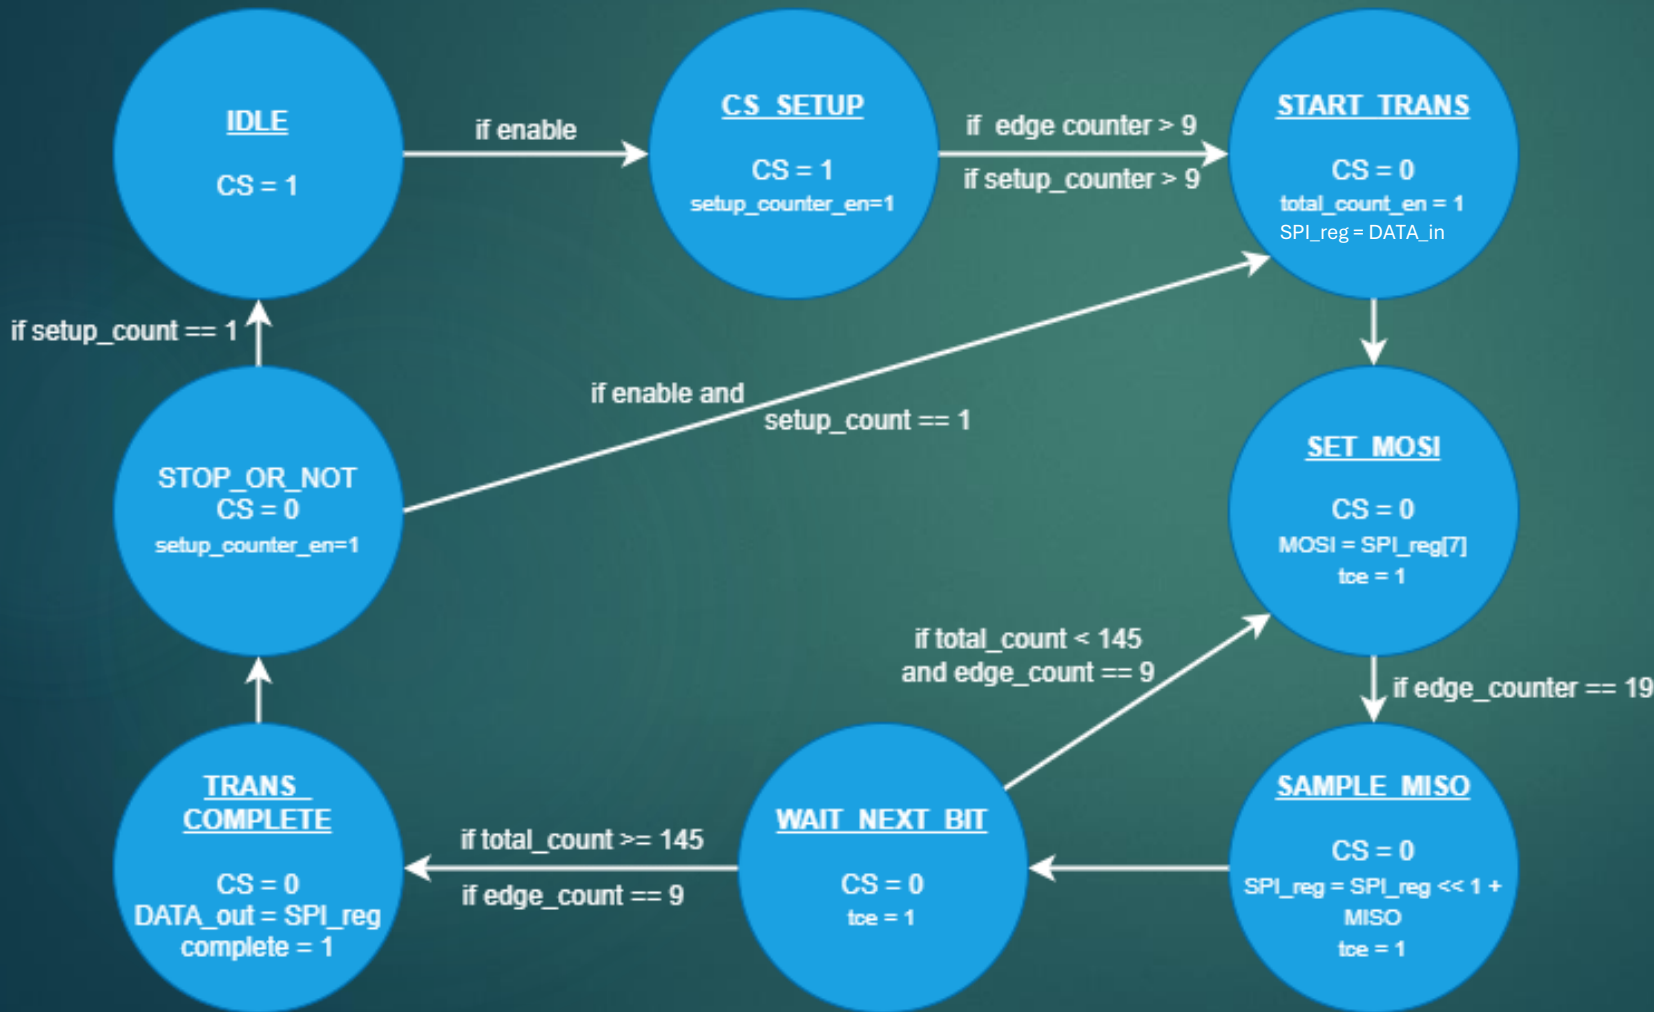 IDLE
CS = 1
if enable
CS_SETUP
CS = 1
setup_counter_en=1
if edge counter > 9
if setup_counter > 9
START_TRANS
CS = 0
total_count_en = 1
SPI_reg = DATA_in
if setup_count == 1
if enable and
setup_count == 1
STOP_OR_NOT
CS = 0
setup_counter_en=1
SET_MOSI
CS = 0
MOSI = SPI_reg[7]
tce = 1
if total_count < 145
and edge_count == 9
if edge_counter == 19
TRANS_
COMPLETE
CS = 0
DATA_out = SPI_reg
complete = 1
if total_count >= 145
if edge_count == 9
WAIT_NEXT_BIT
CS = 0
tce = 1
SAMPLE_MISO
CS = 0
SPI_reg = SPI_reg << 1 +
MISO
tce = 1